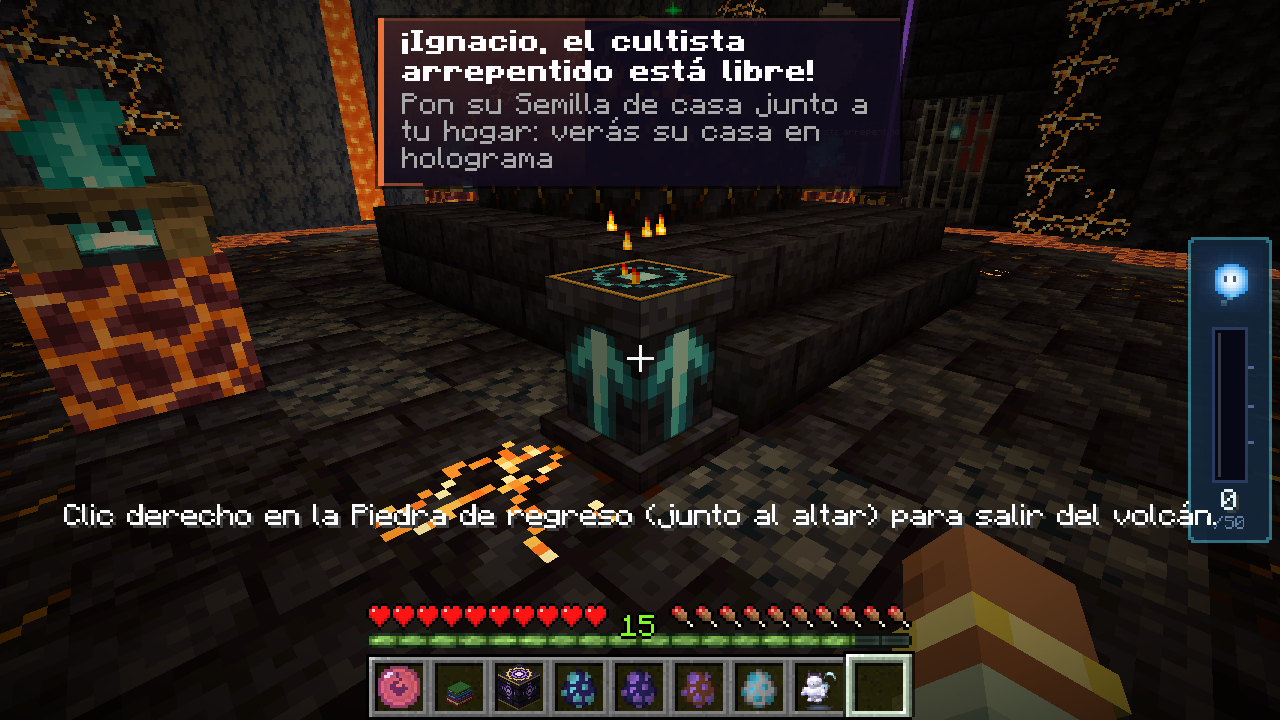 ¡Ignacio, el cultista
arrepentido está libre!
Pon su Semilla de casa junto a
tu hogar: verás su casa en
holograma
Clic derecho en la Piedra de regreso (junto al altar) para salir del volcán.
0
/50
15